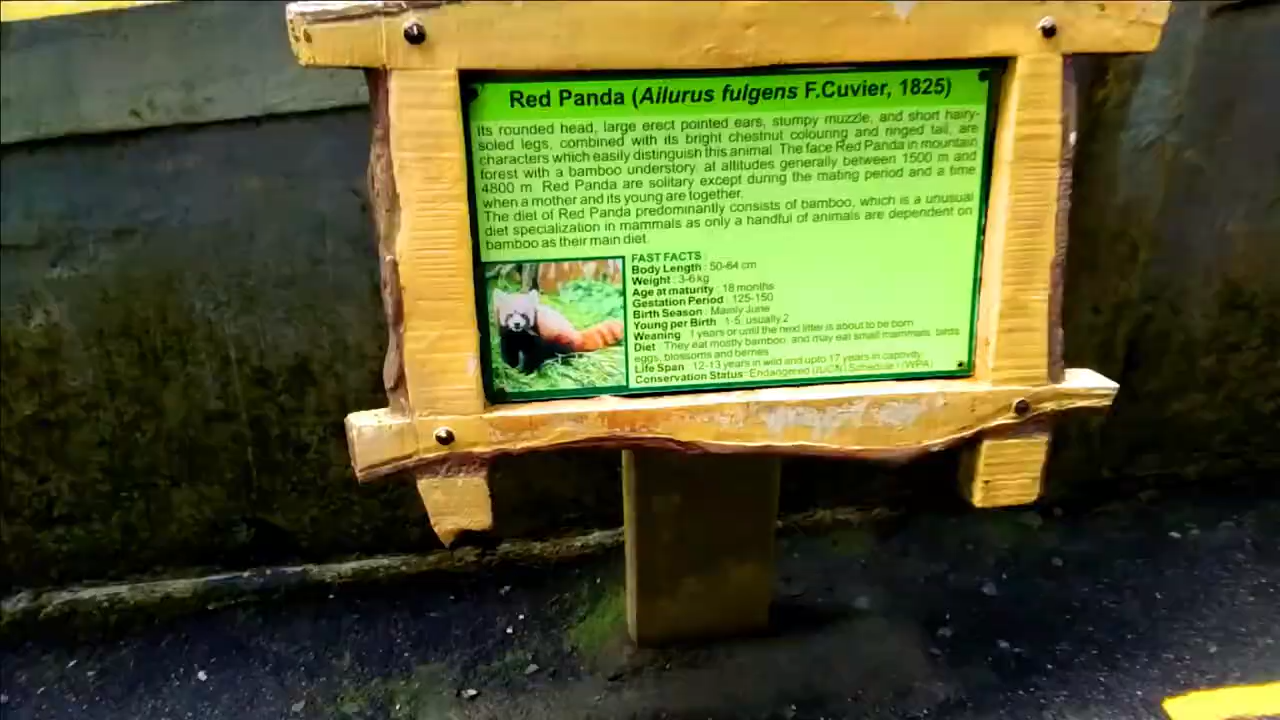 Red Panda (Ailurus fulgens F.Cuvier, 1825)
Its rounded head, large erect pointed ears, stumpy muzzle, and short hairy-
soled legs, combined with its bright chestnut colouring and ringed tail, are
characters which easily distinguish this animal. The face Red Panda in mountain
forest with a bamboo understory, at altitudes generally between 1500 m and
4800 m. Red Panda are solitary except during the mating period and a time
when a mother and its young are together.
The diet of Red Panda predominantly consists of bamboo, which is a unusual
diet specialization in mammals as only a handful of animals are dependent on
bamboo as their main diet.
FAST FACTS :
Body Length : 50-64 cm
Weight : 3-6 kg
Age at maturity : 18 months
Gestation Period : 125-150
Birth Season : Mainly June
Young per Birth : 1-5, usually 2
Weaning : 1 years or until the next litter is about to be born
Diet : They eat mostly bamboo, and may eat small mammals, birds,
eggs, blossoms and berries
Life Span : 12-13 years in wild and upto 17 years in captivity.
Conservation Status : Endangered (IUCN) Schedule I (WPA)